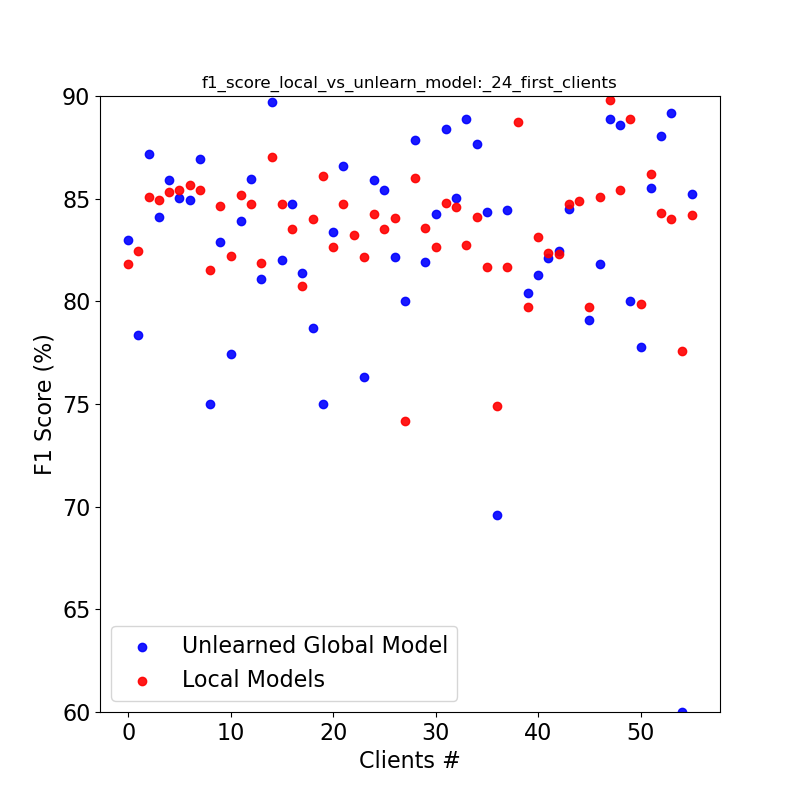 f1_score_local_vs_unlearn_model:_24_first_clients
90
85
80
75
70
65
60
F1 Score (%)
Unlearned Global Model
Local Models
0 10 20 30 40 50
Clients #